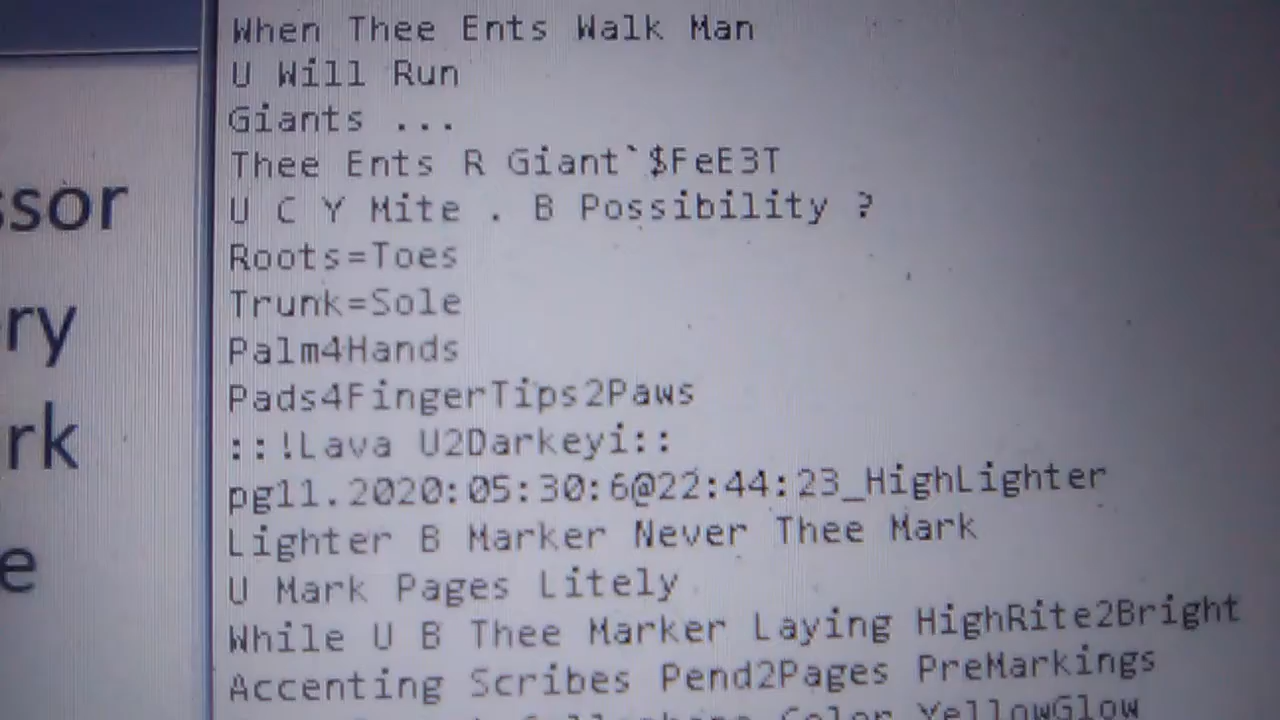 ssor
ry
rk
e
When Thee Ents Walk Man
U Will Run
Giants ...
Thee Ents R Giant`$FeE3T
U C Y Mite . B Possibility ?
Roots=Toes
Trunk=Sole
Palm4Hands
Pads4FingerTips2Paws
::!Lava U2Darkeyi::
pg11.2020:05:30:6@22:44:23_HighLighter
Lighter B Marker Never Thee Mark
U Mark Pages Litely
While U B Thee Marker Laying HighRite2Bright
Accenting Scribes Pend2Pages PreMarkings
Color YellowGlow